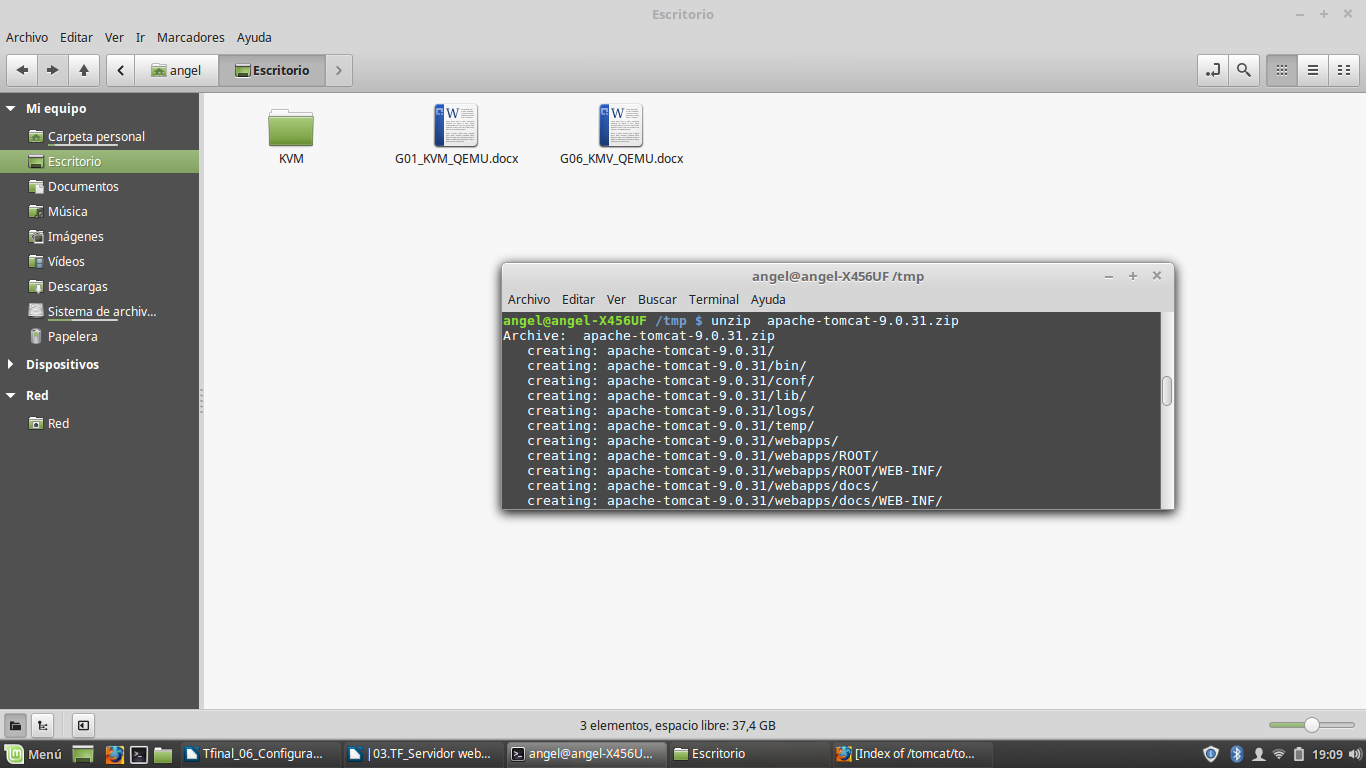 Escritorio
Archivo Editar Ver Ir Marcadores Ayuda
angel Escritorio
Mi equipo
Carpeta personal
Escritorio
Documentos
Música
Imágenes
Vídeos
Descargas
Sistema de archiv...
Papelera
Dispositivos
Red
Red
KVM
G01_KVM_QEMU.docx
G06_KMV_QEMU.docx
angel@angel-X456UF /tmp
Archivo Editar Ver Buscar Terminal Ayuda
angel@angel-X456UF /tmp $ unzip  apache-tomcat-9.0.31.zip
Archive:  apache-tomcat-9.0.31.zip
   creating: apache-tomcat-9.0.31/
   creating: apache-tomcat-9.0.31/bin/
   creating: apache-tomcat-9.0.31/conf/
   creating: apache-tomcat-9.0.31/lib/
   creating: apache-tomcat-9.0.31/logs/
   creating: apache-tomcat-9.0.31/temp/
   creating: apache-tomcat-9.0.31/webapps/
   creating: apache-tomcat-9.0.31/webapps/ROOT/
   creating: apache-tomcat-9.0.31/webapps/ROOT/WEB-INF/
   creating: apache-tomcat-9.0.31/webapps/docs/
   creating: apache-tomcat-9.0.31/webapps/docs/WEB-INF/
3 elementos, espacio libre: 37,4 GB
Menú Tfinal_06_Configura... |03.TF_Servidor web... angel@angel-X456U... Escritorio [Index of /tomcat/to... 19:09